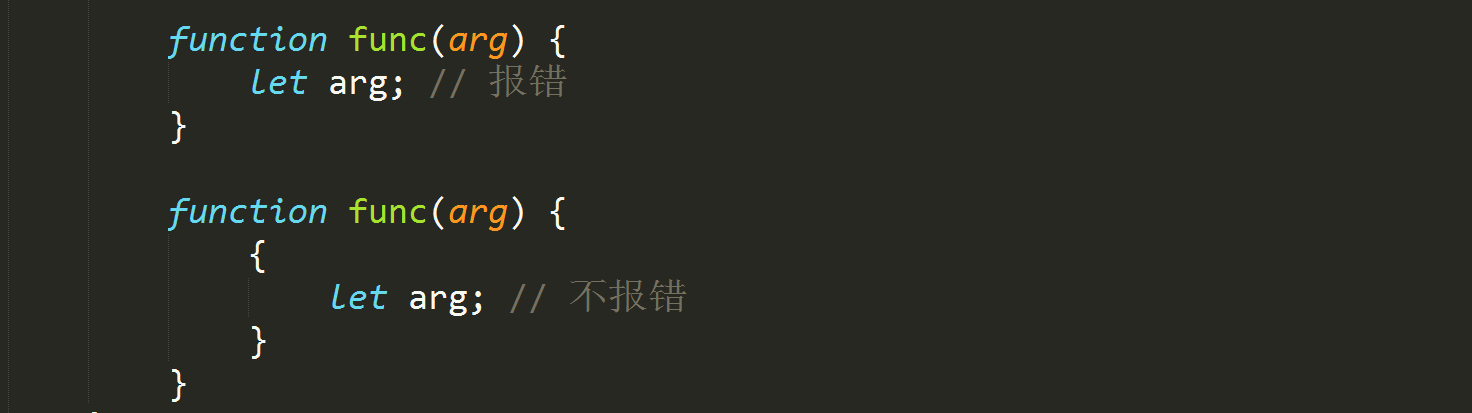 function func(arg) {
    let arg; // 报错
}
function func(arg) {
    {
        let arg; // 不报错
    }
}